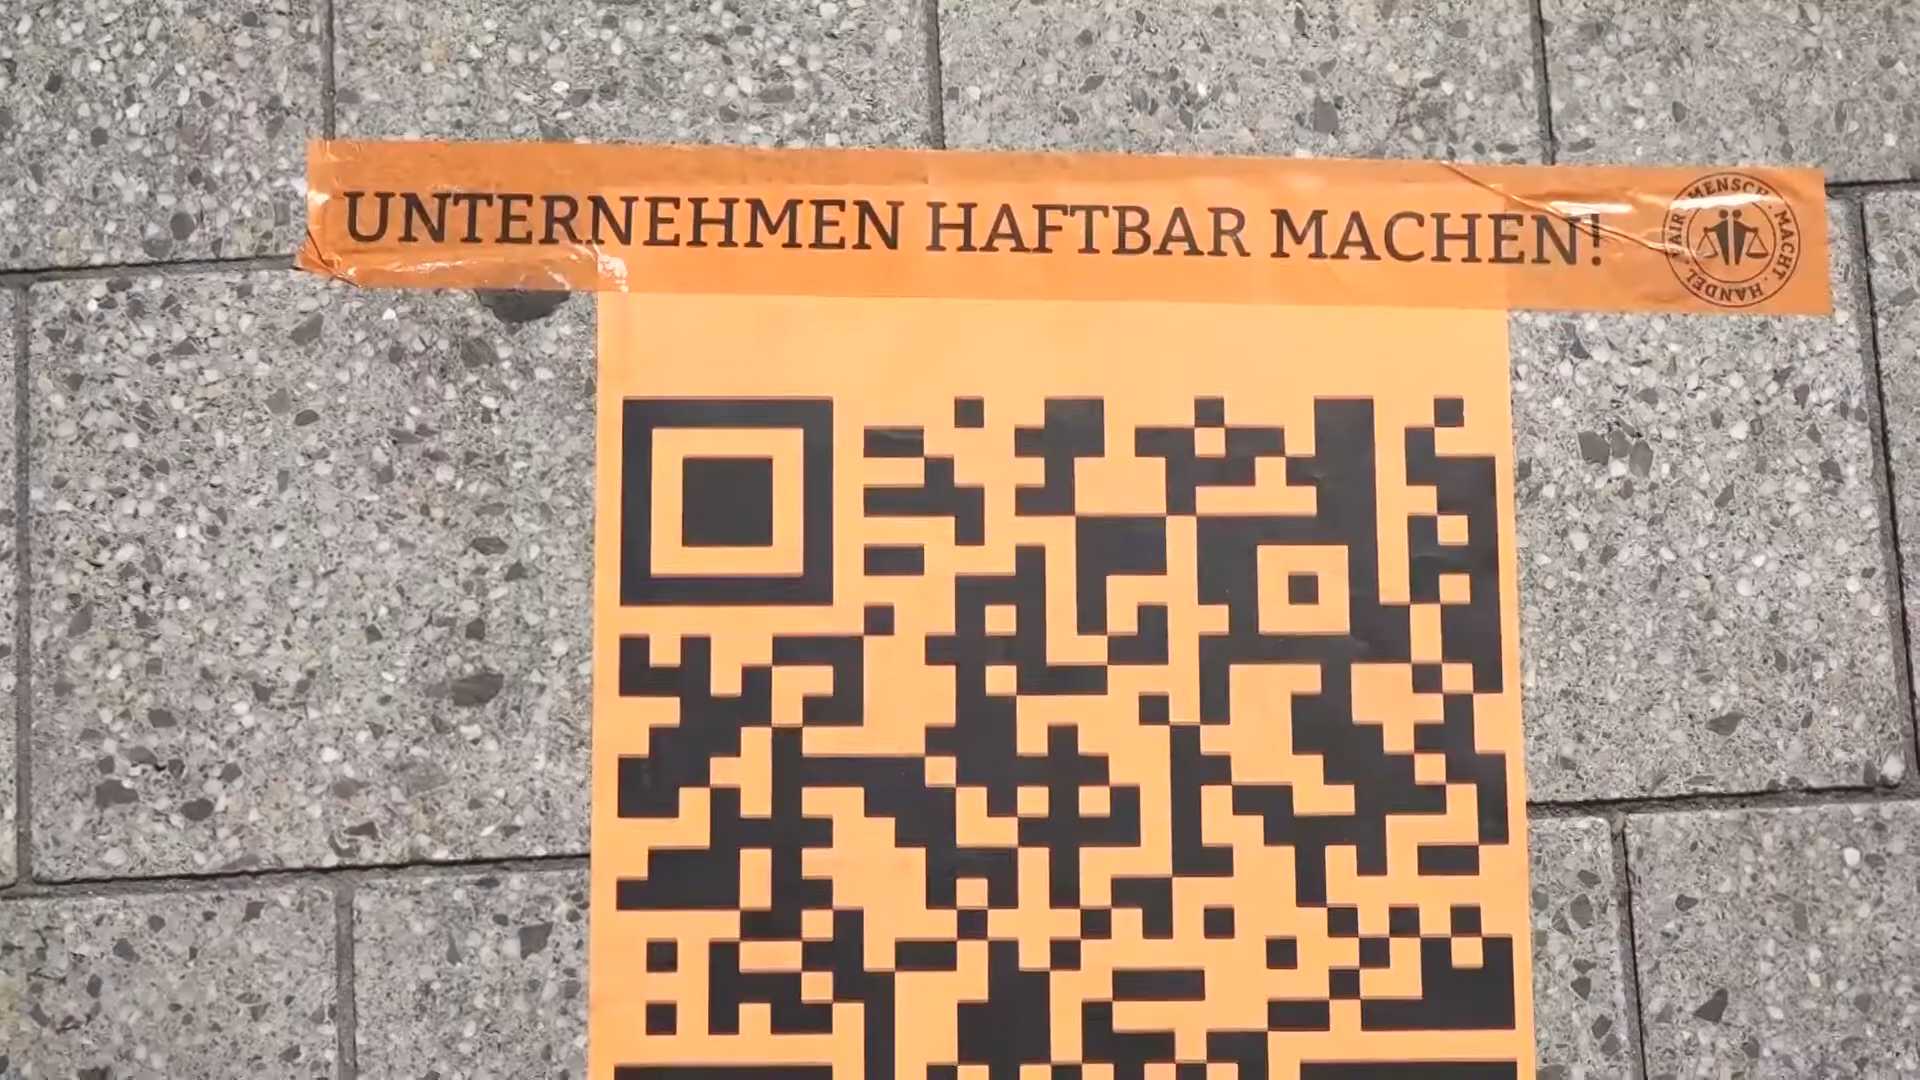 UNTERNEHMEN HAFTBAR MACHEN!
MENSCH . MACHT . HANDEL . FAIR .